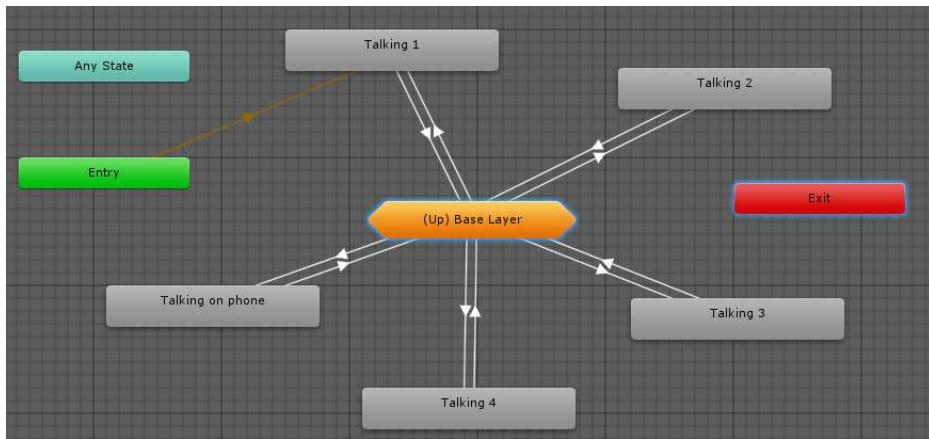 Talking 1
Any State
Talking 2
Entry
Exit
(Up) Base Layer
Talking on phone
Talking 3
Talking 4